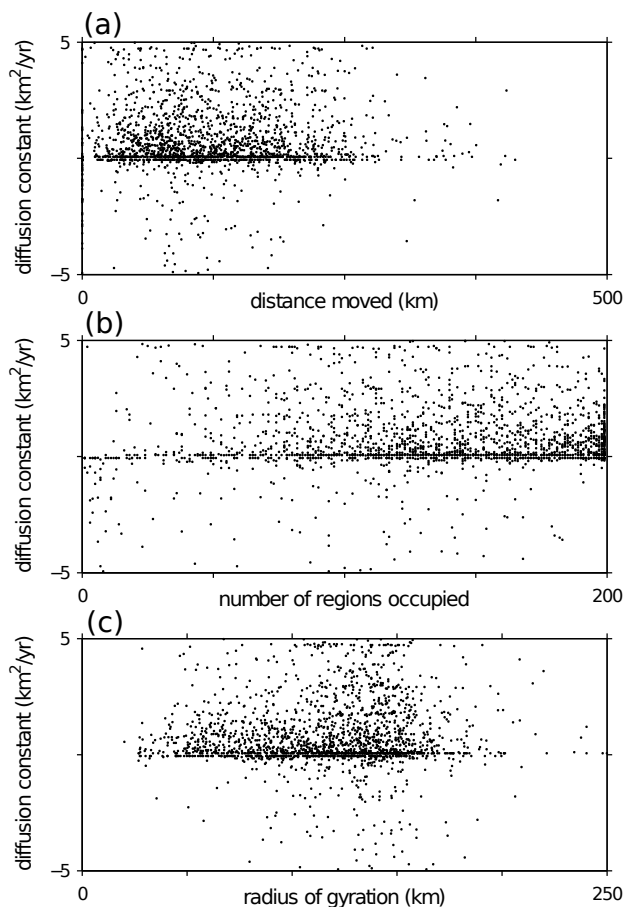 (a)
5
diffusion constant (km²/yr)
−5
0
500
distance moved (km)
(b)
5
diffusion constant (km²/yr)
−5
0
200
number of regions occupied
(c)
5
diffusion constant (km²/yr)
−5
0
250
radius of gyration (km)